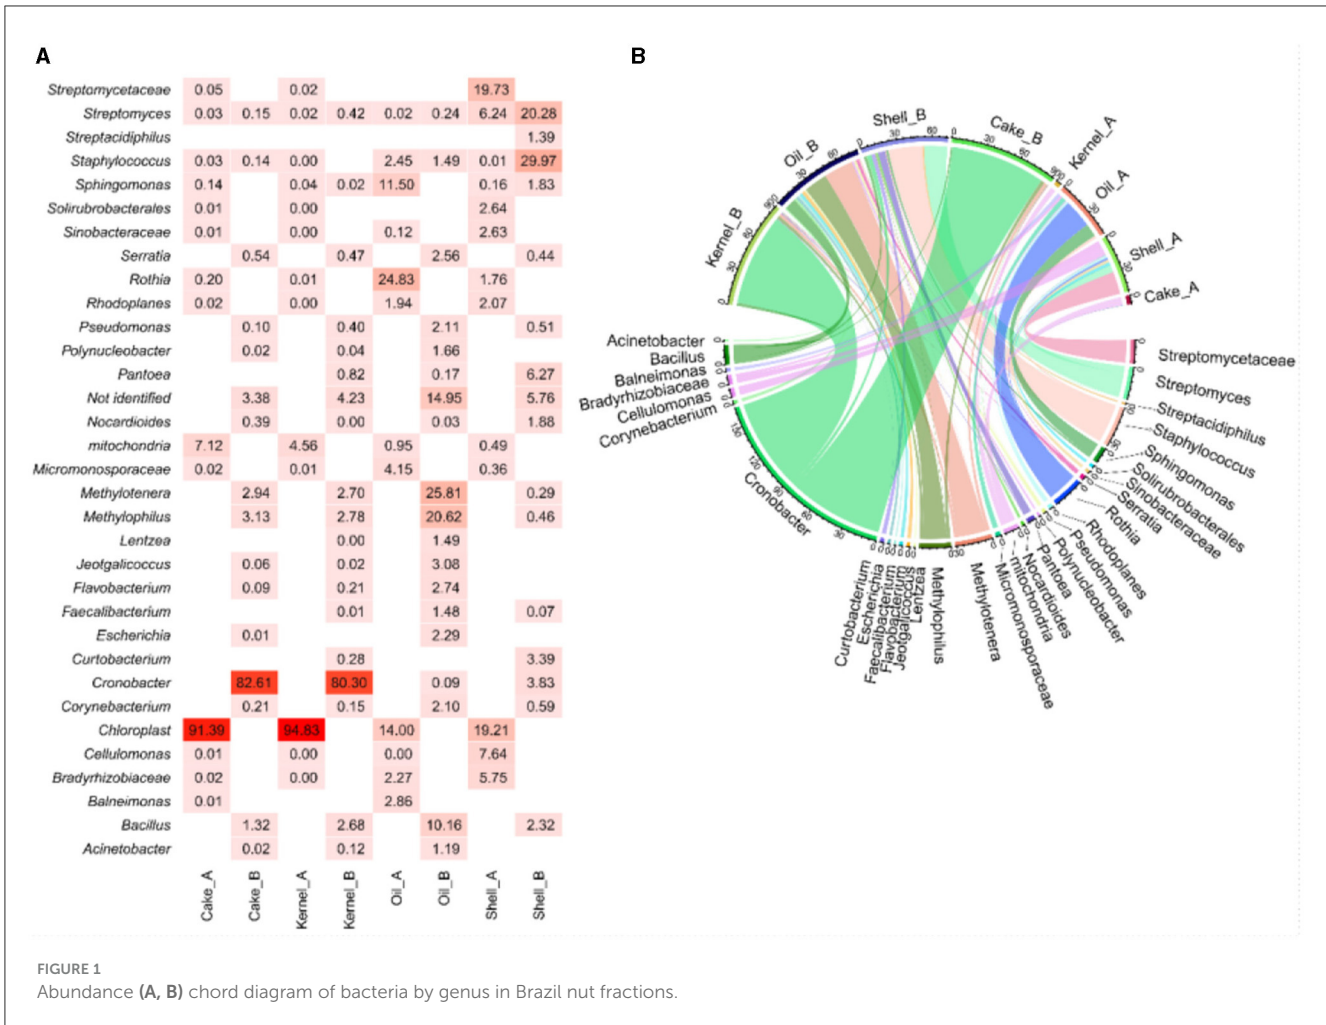 A
B
Streptomycetaceae 0.05 0.02 19.73
Streptomyces 0.03 0.15 0.02 0.42 0.02 0.24 6.24 20.28
Streptacidiphilus 1.39
Staphylococcus 0.03 0.14 0.00 2.45 1.49 0.01 29.97
Sphingomonas 0.14 0.04 0.02 11.50 0.16 1.83
Solirubrobacterales 0.01 0.00 2.64
Sinobacteraceae 0.01 0.00 0.12 2.63
Serratia 0.54 0.47 2.56 0.44
Rothia 0.20 0.01 24.83 1.76
Rhodoplanes 0.02 0.00 1.94 2.07
Pseudomonas 0.10 0.40 2.11 0.51
Polynucleobacter 0.02 0.04 1.66
Pantoea 0.82 0.17 6.27
Not identified 3.38 4.23 14.95 5.76
Nocardioides 0.39 0.00 0.03 1.88
mitochondria 7.12 4.56 0.95 0.49
Micromonosporaceae 0.02 0.01 4.15 0.36
Methylotenera 2.94 2.70 25.81 0.29
Methylophilus 3.13 2.78 20.62 0.46
Lentzea 0.00 1.49
Jeotgalicoccus 0.06 0.02 3.08
Flavobacterium 0.09 0.21 2.74
Faecalibacterium 0.01 1.48 0.07
Escherichia 0.01 2.29
Curtobacterium 0.28 3.39
Cronobacter 82.61 80.30 0.09 3.83
Corynebacterium 0.21 0.15 2.10 0.59
Chloroplast 91.39 94.83 14.00 19.21
Cellulomonas 0.01 0.00 0.00 7.64
Bradyrhizobiaceae 0.02 0.00 2.27 5.75
Balneimonas 0.01 2.86
Bacillus 1.32 2.68 10.16 2.32
Acinetobacter 0.02 0.12 1.19
Cake_A Cake_B Kernel_A Kernel_B Oil_A Oil_B Shell_A Shell_B
Kernel_B
Oil_B
Shell_B
Cake_B
Kernel_A
Oil_A
Shell_A
Cake_A
Streptomycetaceae
Streptomyces
Streptacidiphilus
Staphylococcus
Sphingomonas
Solirubrobacterales
Sinobacteraceae
Serratia
Rothia
Rhodoplanes
Pseudomonas
Polynucleobacter
Pantoea
Nocardioides
mitochondria
Micromonosporaceae
Methylotenera
Methylophilus
Lentzea
Jeotgalicoccus
Flavobacterium
Faecalibacterium
Escherichia
Curtobacterium
Cronobacter
Corynebacterium
Cellulomonas
Bradyrhizobiaceae
Balneimonas
Bacillus
Acinetobacter
FIGURE 1
Abundance (A, B) chord diagram of bacteria by genus in Brazil nut fractions.